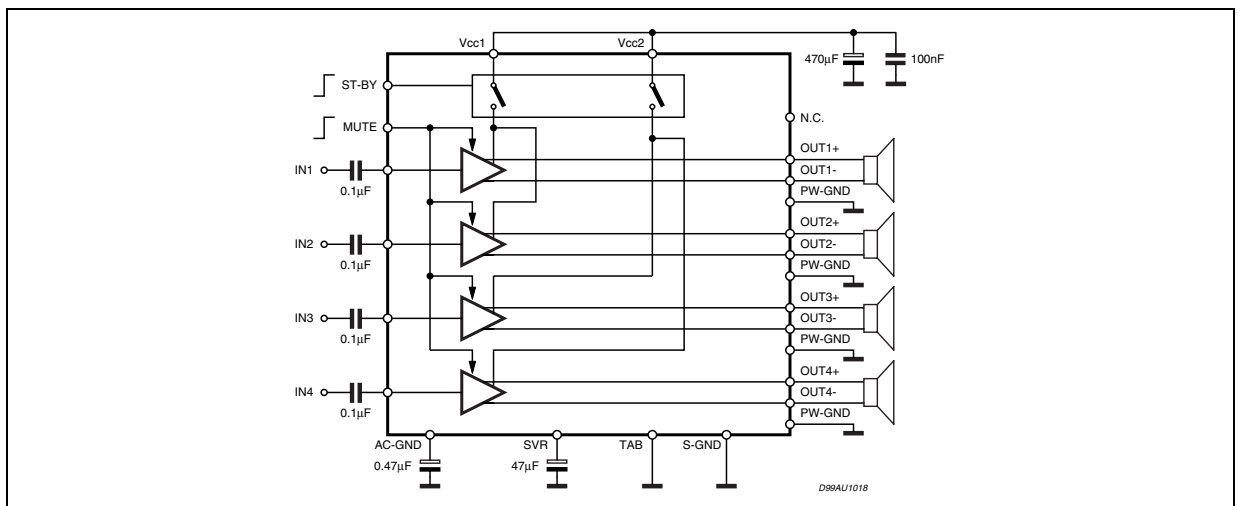 Vcc1
Vcc2
470µF
100nF
ST-BY
N.C.
MUTE
OUT1+
IN1
OUT1-
0.1µF
PW-GND
OUT2+
IN2
OUT2-
0.1µF
PW-GND
OUT3+
IN3
OUT3-
0.1µF
PW-GND
OUT4+
IN4
OUT4-
0.1µF
PW-GND
AC-GND
SVR
TAB
S-GND
0.47µF
47µF
D99AU1018